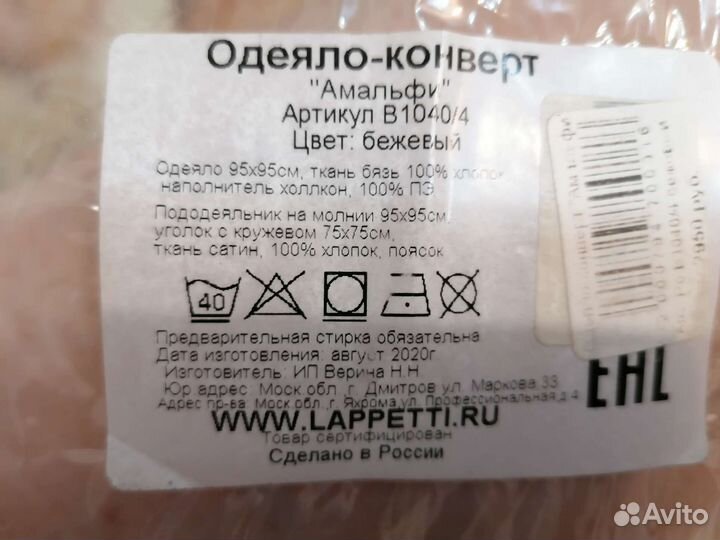 Одеяло-конверт
"Амальфи"
Артикул В1040/4
Цвет: бежевый
Одеяло 95х95см, ткань бязь 100% хлопок
наполнитель холлкон, 100% ПЭ
Пододеяльник на молнии 95х95см,
уголок с кружевом 75х75см,
ткань сатин, 100% хлопок, поясок
40
Предварительная стирка обязательна
Дата изготовления: август 2020г.
Изготовитель: ИП Верича Н.Н.
Юр адрес: Моск.обл.,г. Дмитров ул. Маркова 33
Адрес пр-ва: Моск обл.,г. Яхрома,ул. Профессиональная д.4
WWW.LAPPETTI.RU
Товар сертифицирован
Сделано в России
EAC
Avito